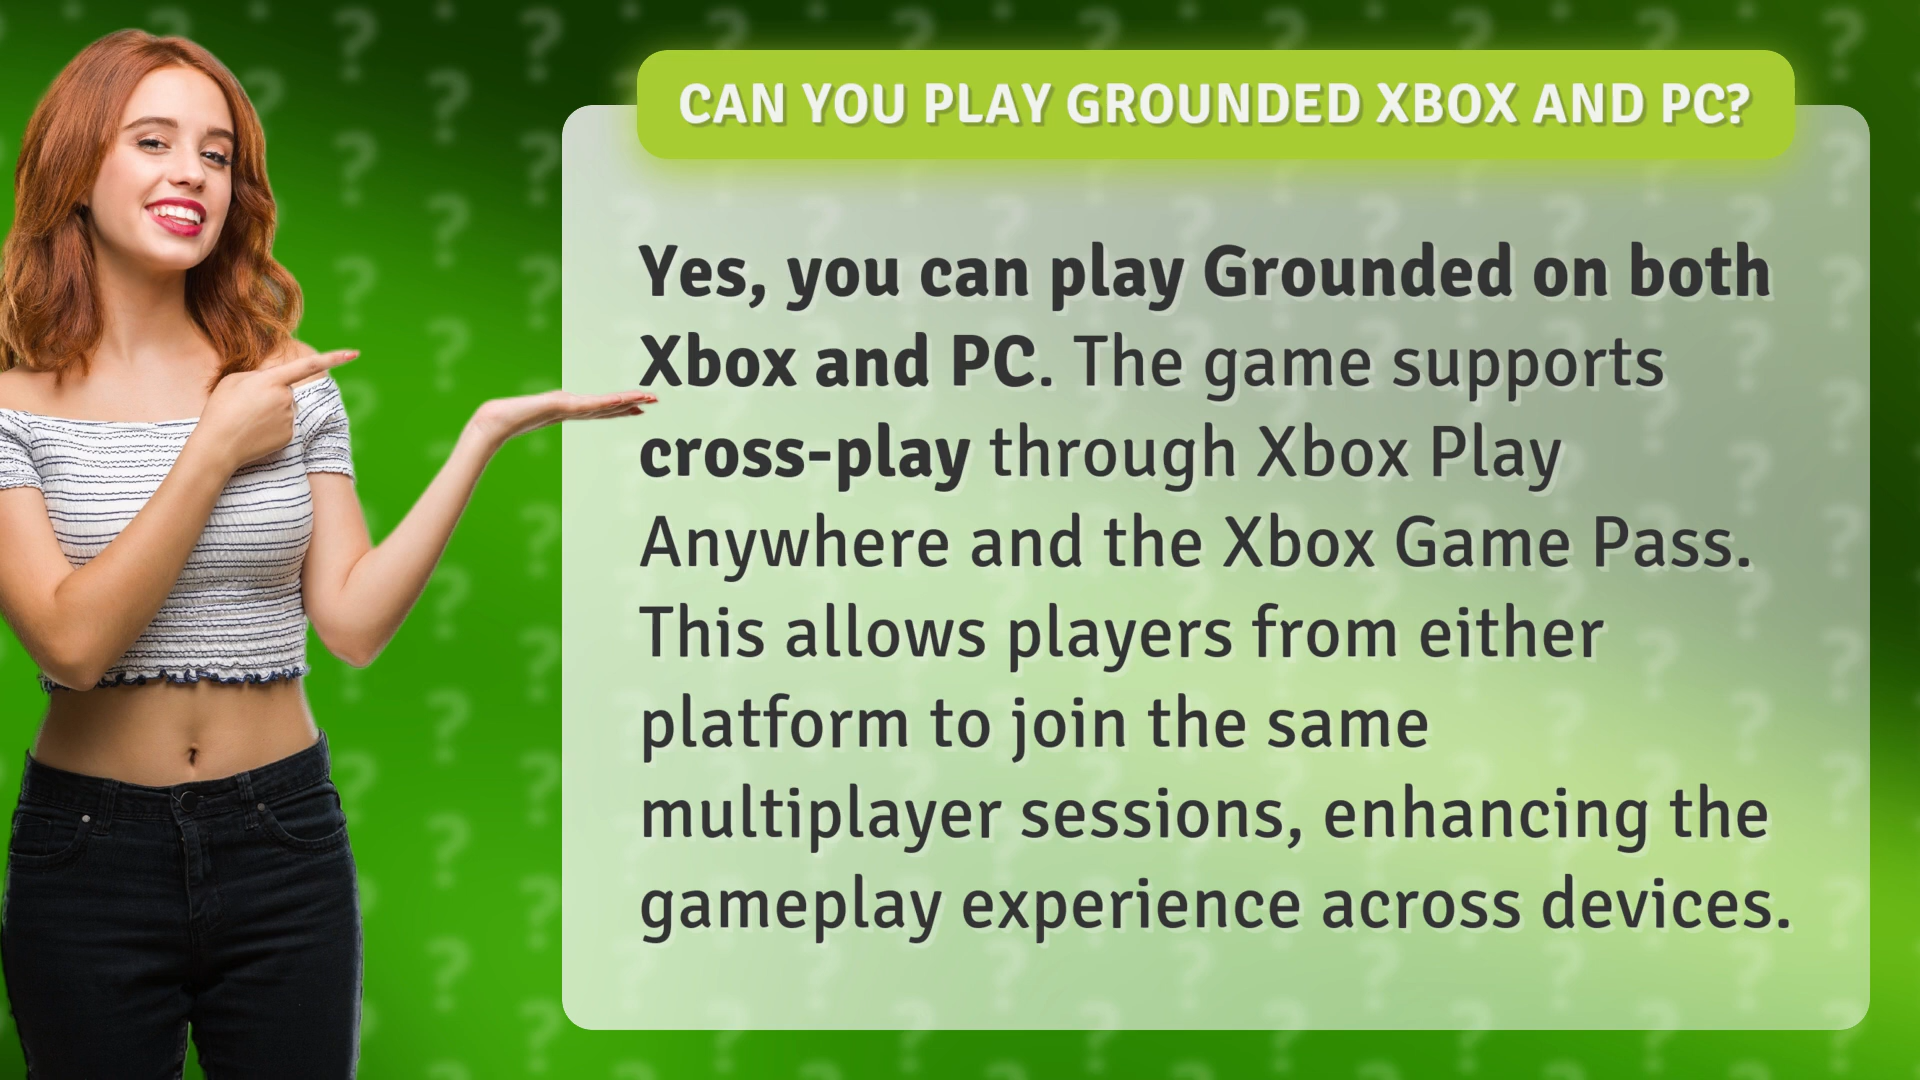 CAN YOU PLAY GROUNDED XBOX AND PC?
Yes, you can play Grounded on both
Xbox and PC. The game supports
cross-play through Xbox Play
Anywhere and the Xbox Game Pass.
This allows players from either
platform to join the same
multiplayer sessions, enhancing the
gameplay experience across devices.